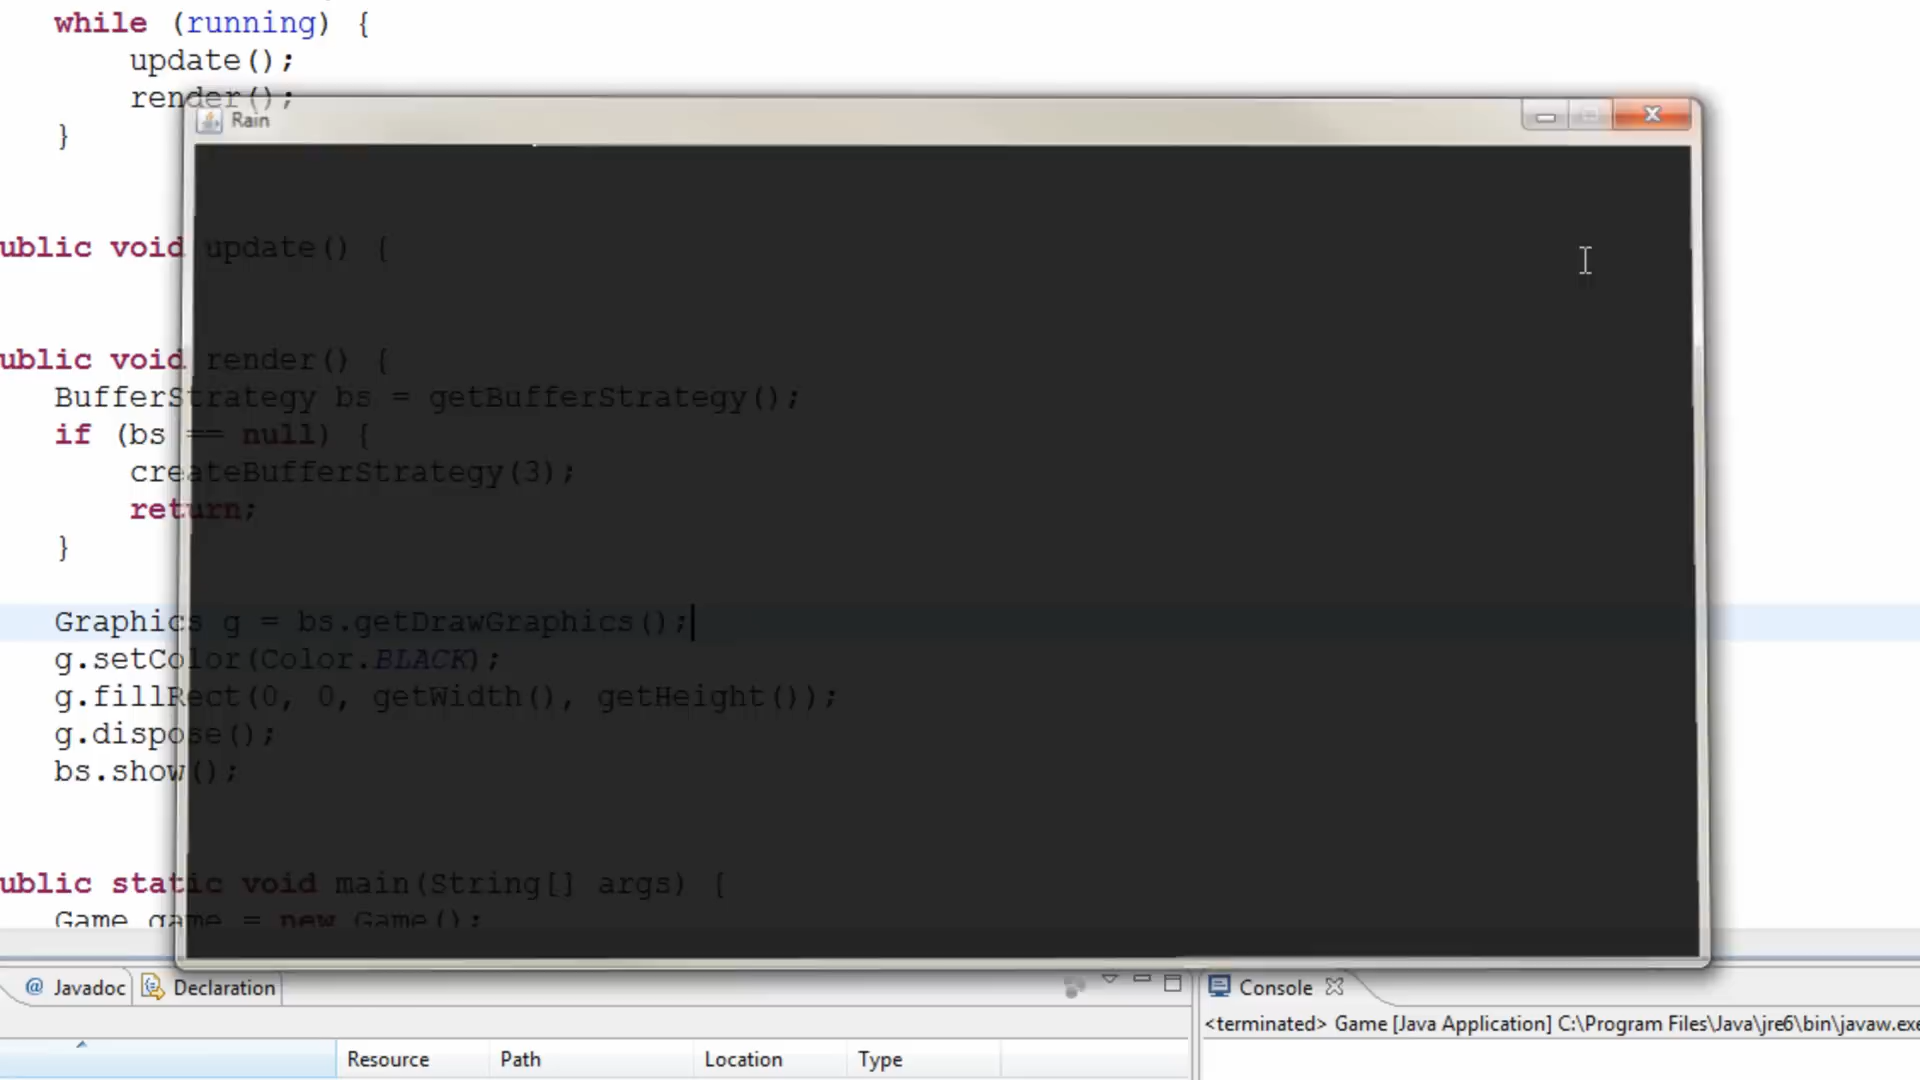 while (running) {
update();
render();
}
Rain
ublic void update() {
ublic void render() {
BufferStrategy bs = getBufferStrategy();
if (bs == null) {
createBufferStrategy(3);
return;
}
Graphics g = bs.getDrawGraphics();
g.setColor(Color.BLACK);
g.fillRect(0, 0, getWidth(), getHeight());
g.dispose();
bs.show();
ublic static void main(String[] args) {
Game game = new Game();
@ Javadoc Declaration Console
<terminated> Game [Java Application] C:\Program Files\Java\jre6\bin\javaw.exe
Resource Path Location Type